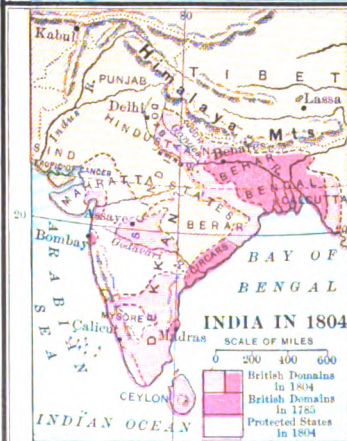 80
Kabul
PUNJAB
Himalaya
Mts.
TIBET
Lassa
Indus R.
Delhi
HINDUSTAN
Benares
SIND
TROPIC OF CANCER
MARATTA STATES
BEHAR
BENGAL
CALCUTTA
20
Assaye
BERAR
Bombay
Godavari
DEKKAN
CIRCARS
ARABIAN SEA
BAY OF
BENGAL
MYSORE
Calicut
Madras
CEYLON
INDIAN OCEAN
INDIA IN 1804
SCALE OF MILES
0 200 400 600
British Domains
in 1804
British Domains
in 1785
Protected States
in 1804